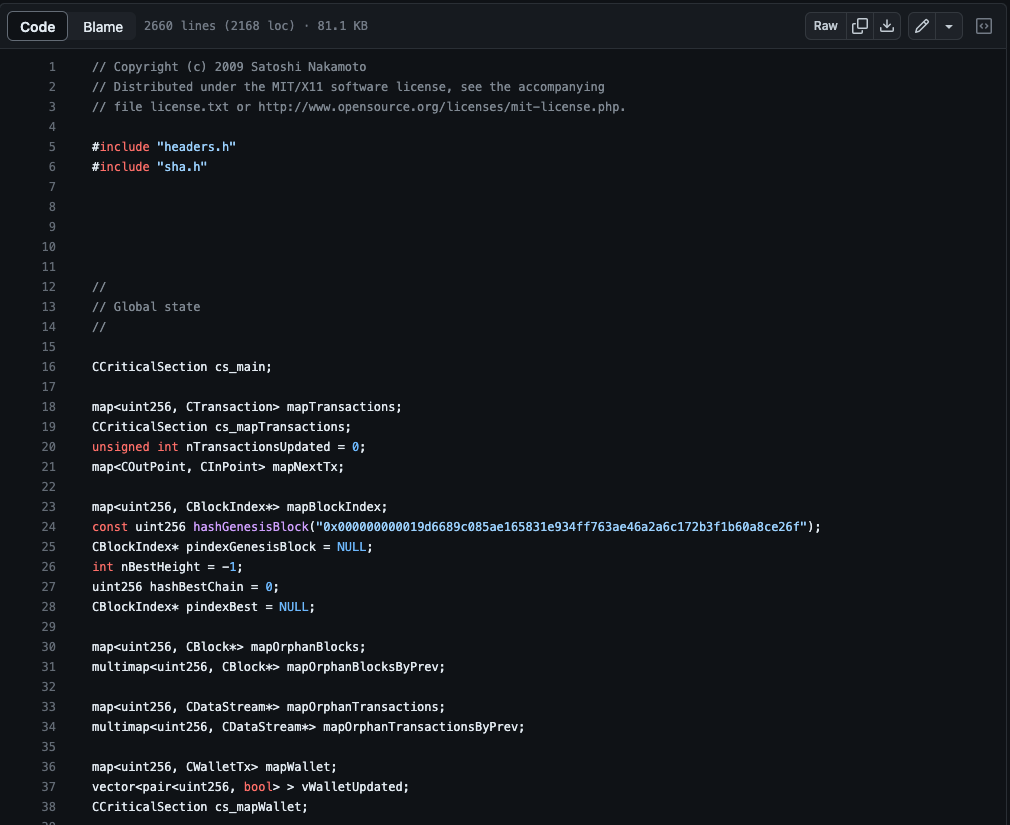 Code Blame 2660 lines (2168 loc) · 81.1 KB Raw
1 // Copyright (c) 2009 Satoshi Nakamoto
2 // Distributed under the MIT/X11 software license, see the accompanying
3 // file license.txt or http://www.opensource.org/licenses/mit-license.php.
4
5 #include "headers.h"
6 #include "sha.h"
7
8
9
10
11
12 //
13 // Global state
14 //
15
16 CCriticalSection cs_main;
17
18 map<uint256, CTransaction> mapTransactions;
19 CCriticalSection cs_mapTransactions;
20 unsigned int nTransactionsUpdated = 0;
21 map<COutPoint, CInPoint> mapNextTx;
22
23 map<uint256, CBlockIndex*> mapBlockIndex;
24 const uint256 hashGenesisBlock("0x000000000019d6689c085ae165831e934ff763ae46a2a6c172b3f1b60a8ce26f");
25 CBlockIndex* pindexGenesisBlock = NULL;
26 int nBestHeight = -1;
27 uint256 hashBestChain = 0;
28 CBlockIndex* pindexBest = NULL;
29
30 map<uint256, CBlock*> mapOrphanBlocks;
31 multimap<uint256, CBlock*> mapOrphanBlocksByPrev;
32
33 map<uint256, CDataStream*> mapOrphanTransactions;
34 multimap<uint256, CDataStream*> mapOrphanTransactionsByPrev;
35
36 map<uint256, CWalletTx> mapWallet;
37 vector<pair<uint256, bool> > vWalletUpdated;
38 CCriticalSection cs_mapWallet;